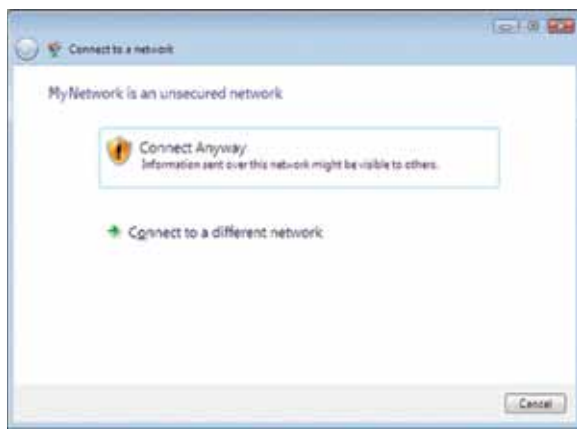 Connect to a network
MyNetwork is an unsecured network
Connect Anyway
Information sent over this network might be visible to others.
Connect to a different network
Cancel